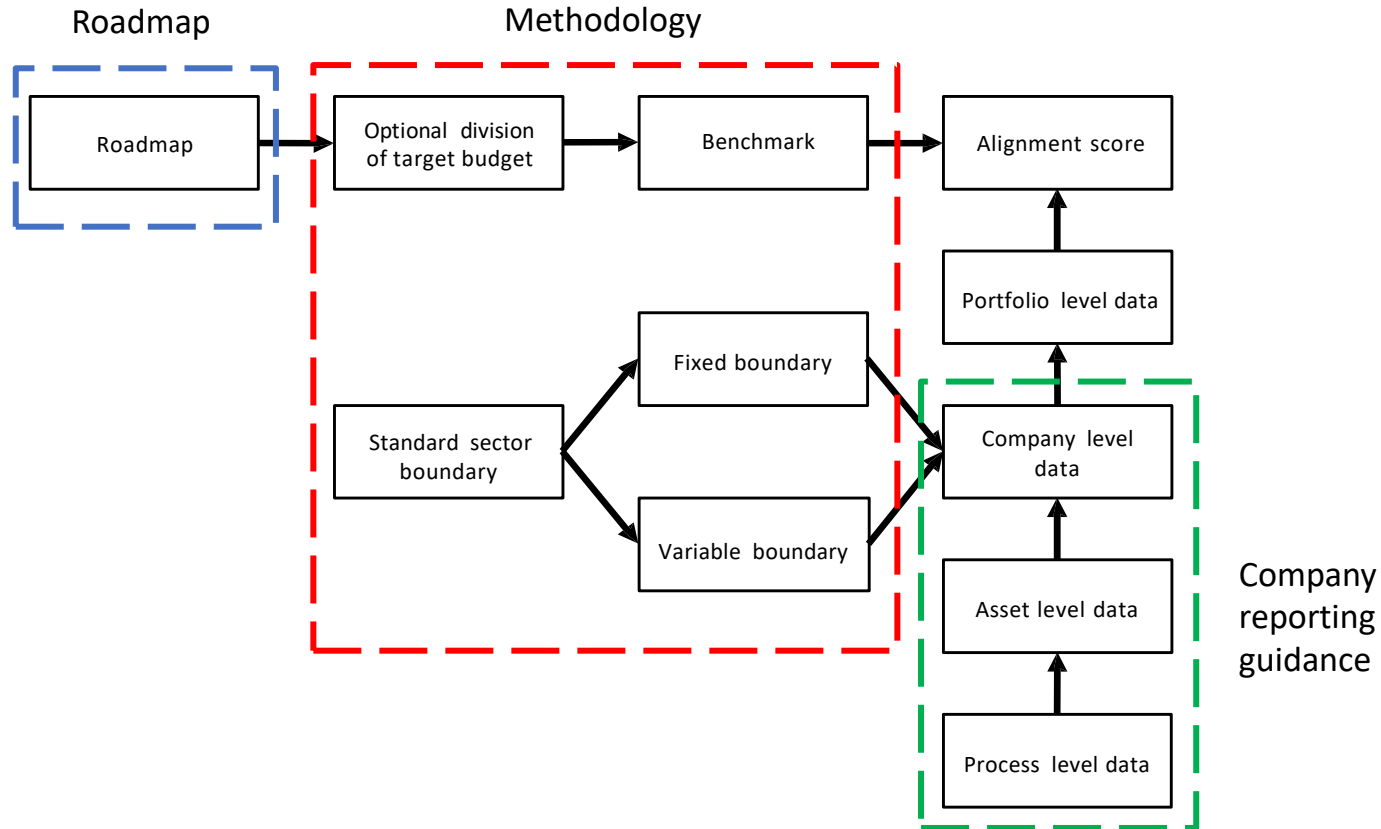 Roadmap
Methodology
Roadmap
Optional division
of target budget
Benchmark
Alignment score
Portfolio level data
Fixed boundary
Standard sector
boundary
Company level
data
Variable boundary
Asset level data
Company
reporting
guidance
Process level data